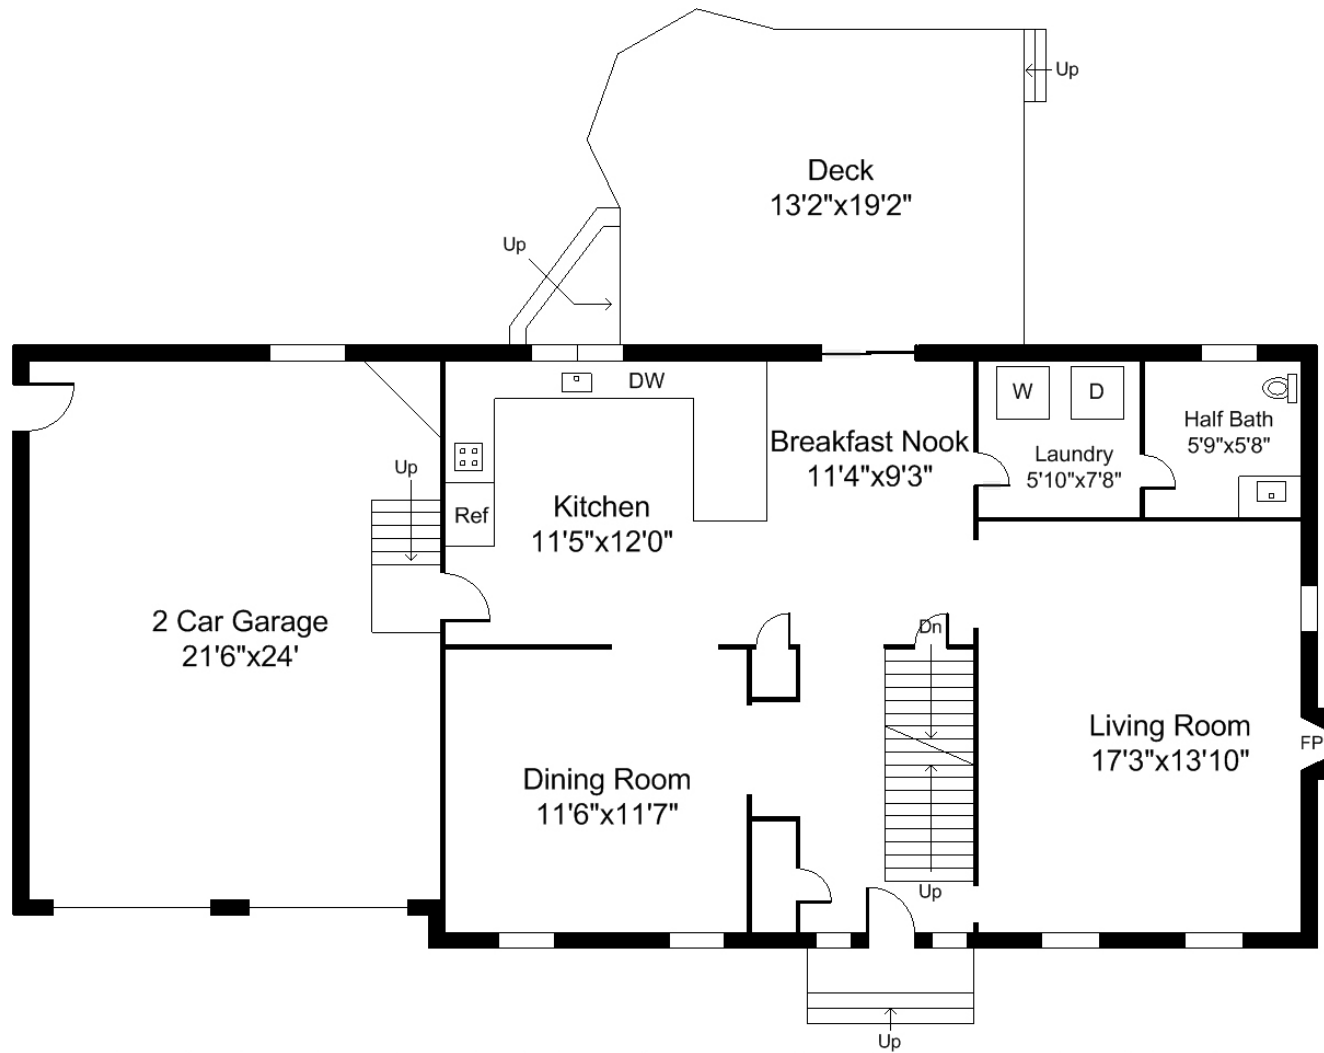 Up
Deck
13'2"x19'2"
Up
DW
W
D
Half Bath
5'9"x5'8"
Breakfast Nook
11'4"x9'3"
Laundry
5'10"x7'8"
Up
Ref
Kitchen
11'5"x12'0"
2 Car Garage
21'6"x24'
Dn
Living Room
17'3"x13'10"
FP
Dining Room
11'6"x11'7"
Up
Up